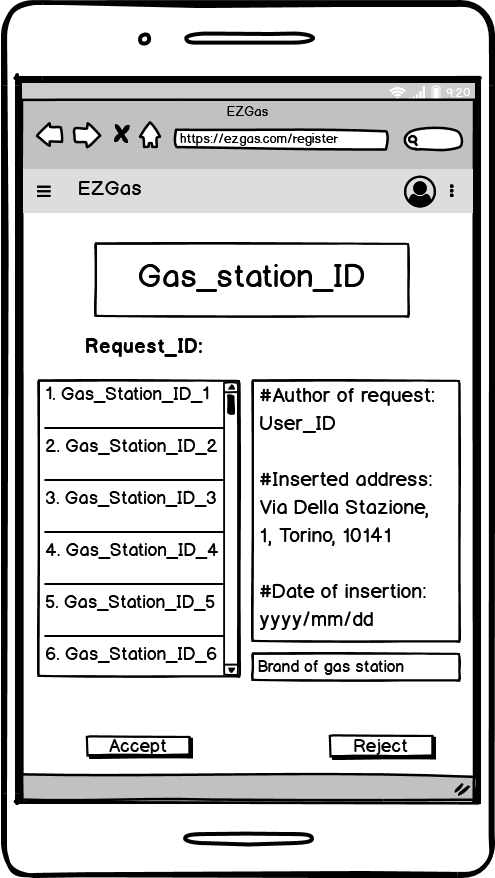 9:20
EZGas
https://ezgas.com/register
EZGas
Gas_station_ID
Request_ID:
1. Gas_Station_ID_1
2. Gas_Station_ID_2
3. Gas_Station_ID_3
4. Gas_Station_ID_4
5. Gas_Station_ID_5
6. Gas_Station_ID_6
#Author of request:
User_ID
#Inserted address:
Via Della Stazione,
1, Torino, 10141
#Date of insertion:
yyyy/mm/dd
Brand of gas station
Accept
Reject